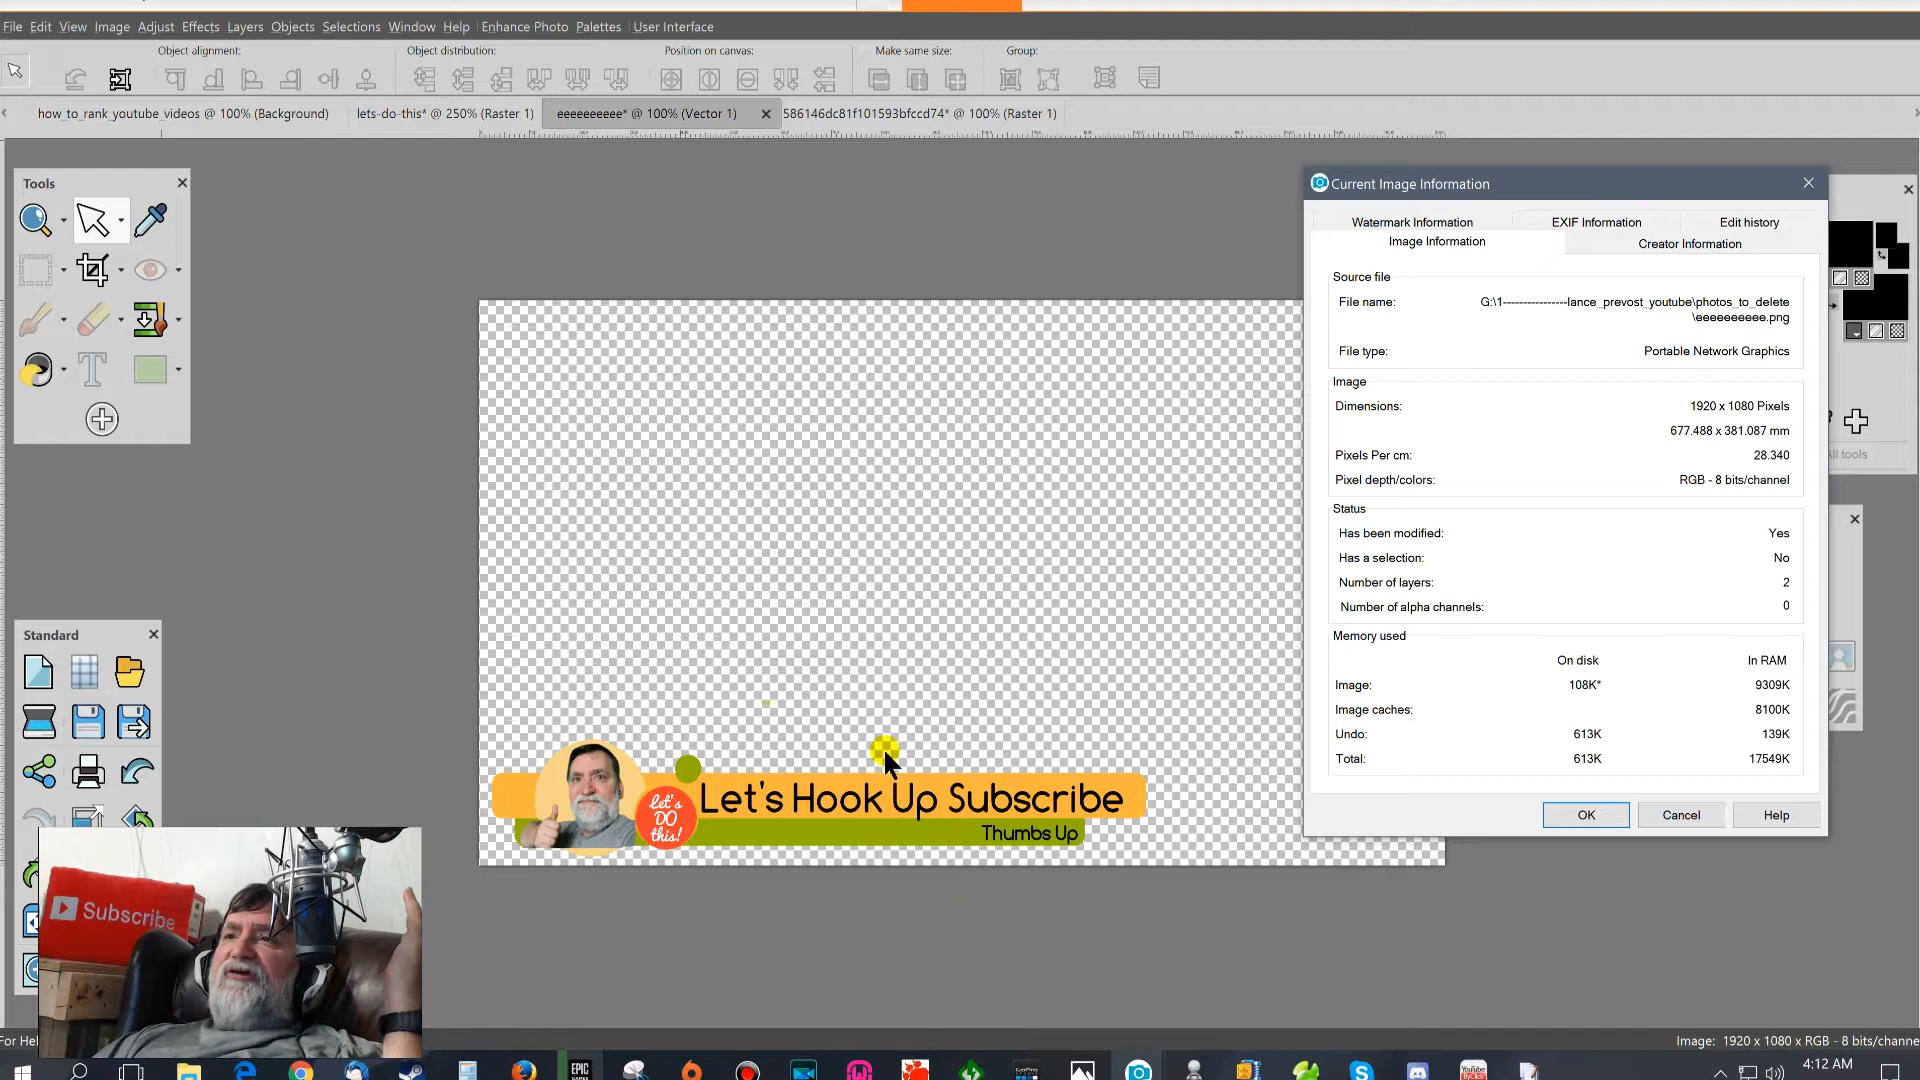 File Edit View Image Adjust Effects Layers Objects Selections Window Help Enhance Photo Palettes User Interface
Object alignment: Object distribution: Position on canvas: Make same size: Group:
how_to_rank_youtube_videos @ 100% (Background) lets-do-this* @ 250% (Raster 1) eeeeeeeeee* @ 100% (Vector 1) 586146dc81f101593bfccd74* @ 100% (Raster 1)
Tools
Current Image Information
Watermark Information EXIF Information Edit history
Image Information Creator Information
Source file
File name: G:\1----------------lance_prevost_youtube\photos_to_delete
\eeeeeeeeee.png
File type: Portable Network Graphics
Image
Dimensions: 1920 x 1080 Pixels
677.488 x 381.087 mm
Pixels Per cm: 28.340
Pixel depth/colors: RGB - 8 bits/channel
Status
Has been modified: Yes
Has a selection: No
Number of layers: 2
Number of alpha channels: 0
Memory used
On disk In RAM
Image: 108K* 9309K
Image caches: 8100K
Undo: 613K 139K
Total: 613K 17549K
OK Cancel Help
All tools
Standard
let's
DO
this!
Let's Hook Up Subscribe
Thumbs Up
Subscribe
For Hel
Image: 1920 x 1080 x RGB - 8 bits/channe
EPIC
GoPro
YouTube
4:12 AM